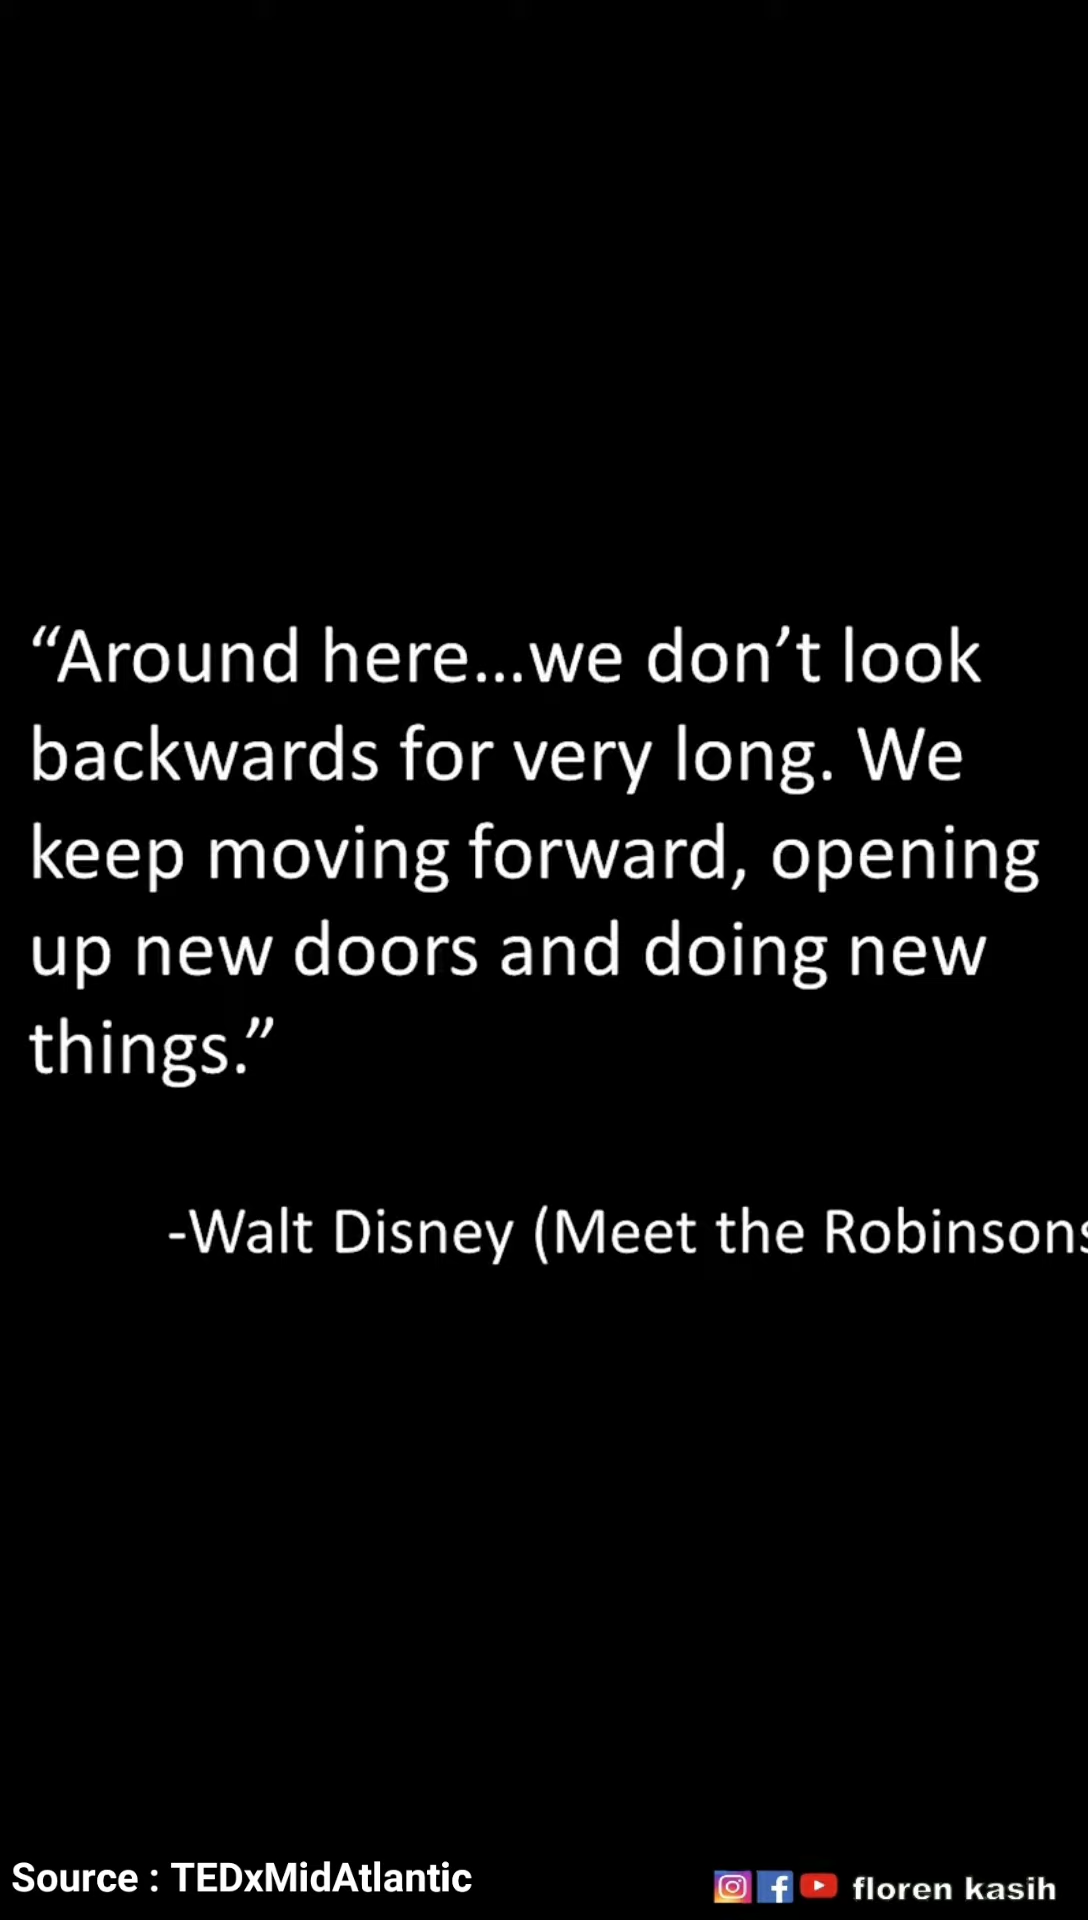 “Around here...we don’t look
backwards for very long. We
keep moving forward, opening
up new doors and doing new
things.”
-Walt Disney (Meet the Robinsons
Source : TEDxMidAtlantic
floren kasih